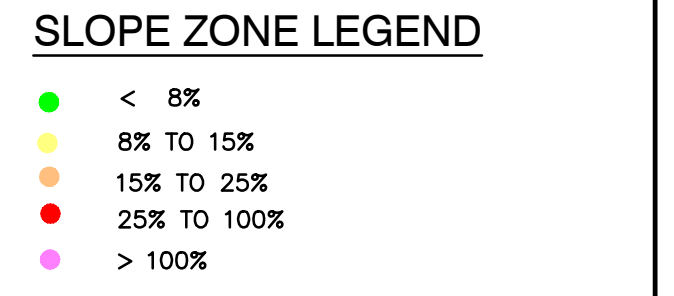 SLOPE ZONE LEGEND
< 8%
8% TO 15%
15% TO 25%
25% TO 100%
> 100%